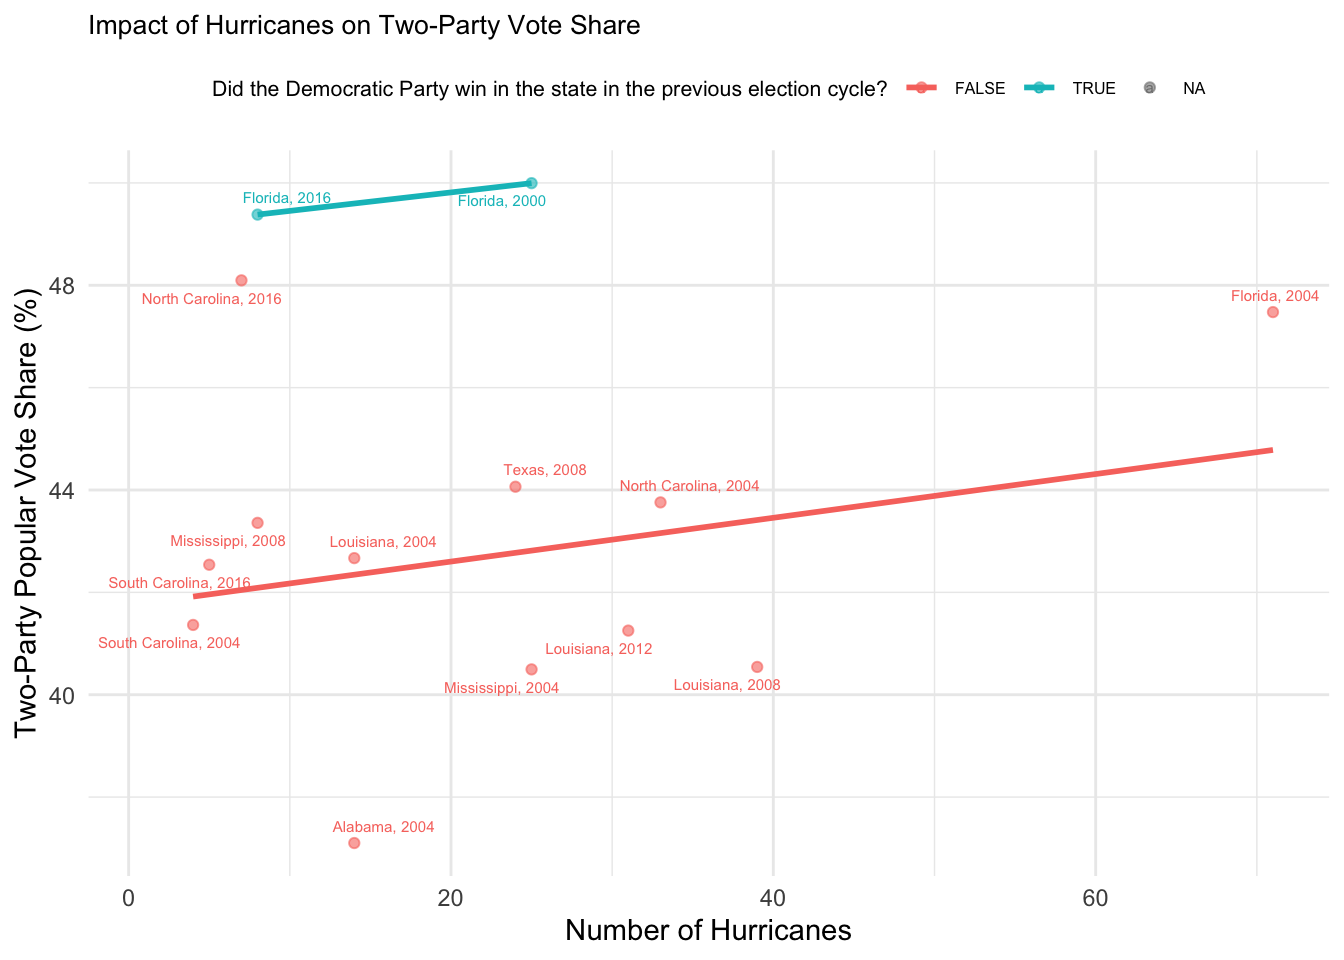 Impact of Hurricanes on Two-Party Vote Share
Did the Democratic Party win in the state in the previous election cycle? FALSE TRUE a NA
Florida, 2016
Florida, 2000
North Carolina, 2016
48
Florida, 2004
Texas, 2008
North Carolina, 2004
44
Mississippi, 2008
Louisiana, 2004
South Carolina, 2016
South Carolina, 2004
Louisiana, 2012
Mississippi, 2004
Louisiana, 2008
40
Alabama, 2004
Two-Party Popular Vote Share (%)
0 20 40 60
Number of Hurricanes